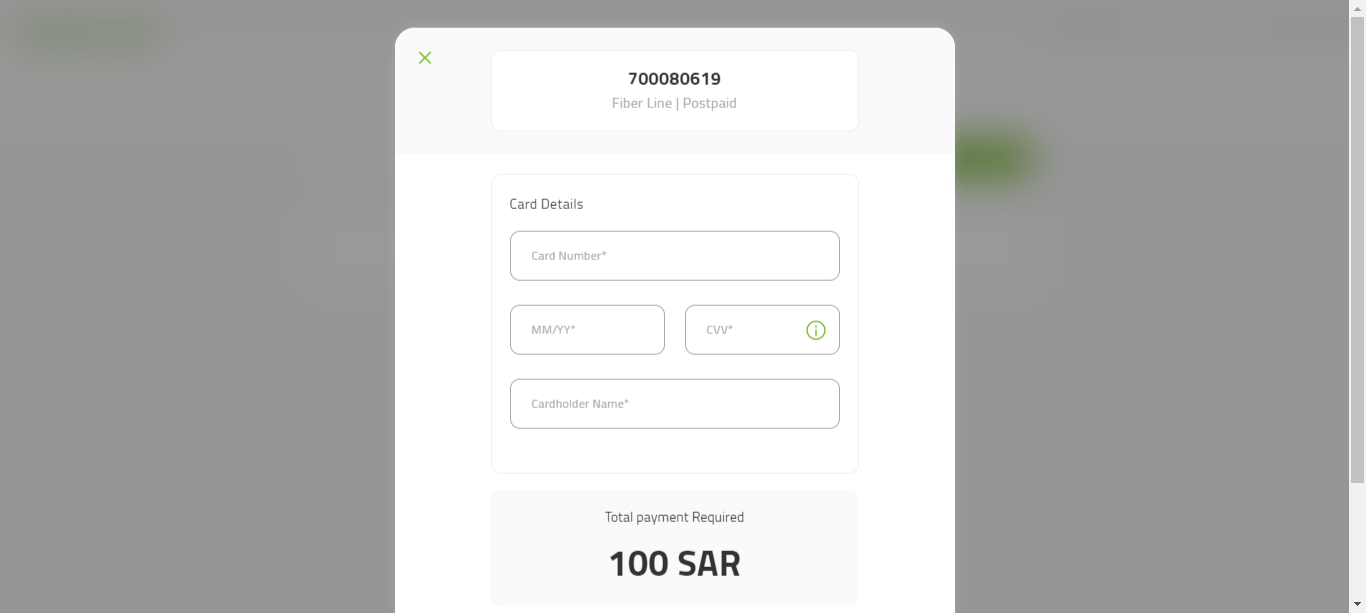 700080619
Fiber Line | Postpaid
Card Details
Card Number*
MM/YY*
CVV*
Cardholder Name*
Total payment Required
100 SAR